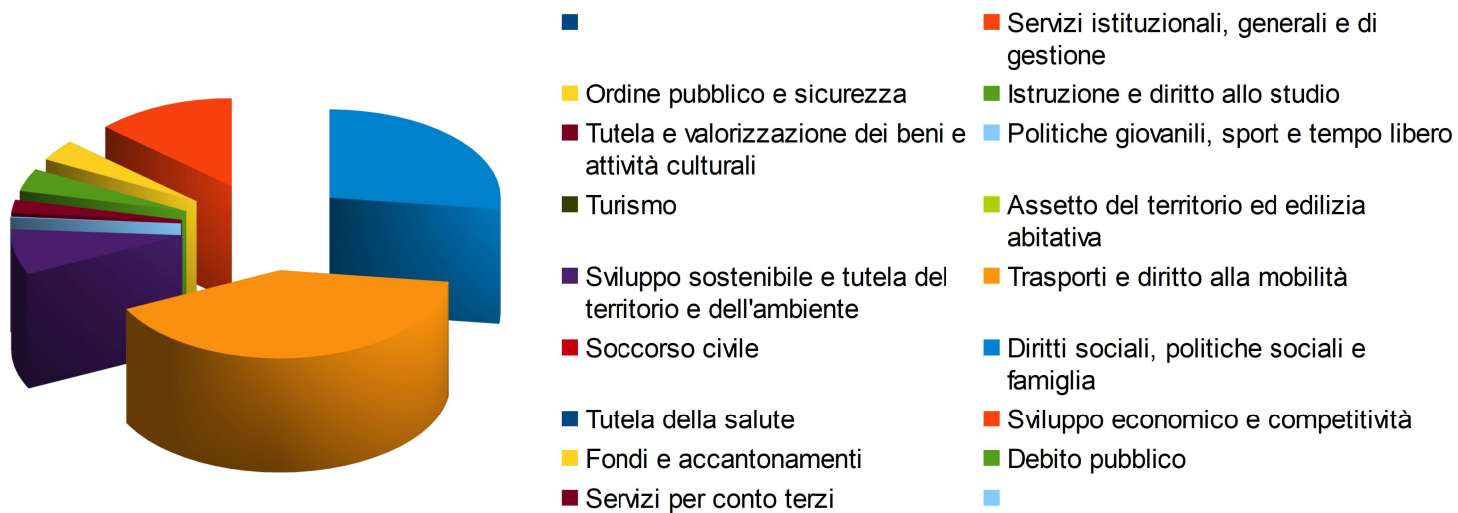 Servizi istituzionali, generali e di
gestione
Ordine pubblico e sicurezza
Istruzione e diritto allo studio
Tutela e valorizzazione dei beni e
attività culturali
Politiche giovanili, sport e tempo libero
Turismo
Assetto del territorio ed edilizia
abitativa
Sviluppo sostenibile e tutela del
territorio e dell'ambiente
Trasporti e diritto alla mobilità
Soccorso civile
Diritti sociali, politiche sociali e
famiglia
Tutela della salute
Sviluppo economico e competitività
Fondi e accantonamenti
Debito pubblico
Servizi per conto terzi